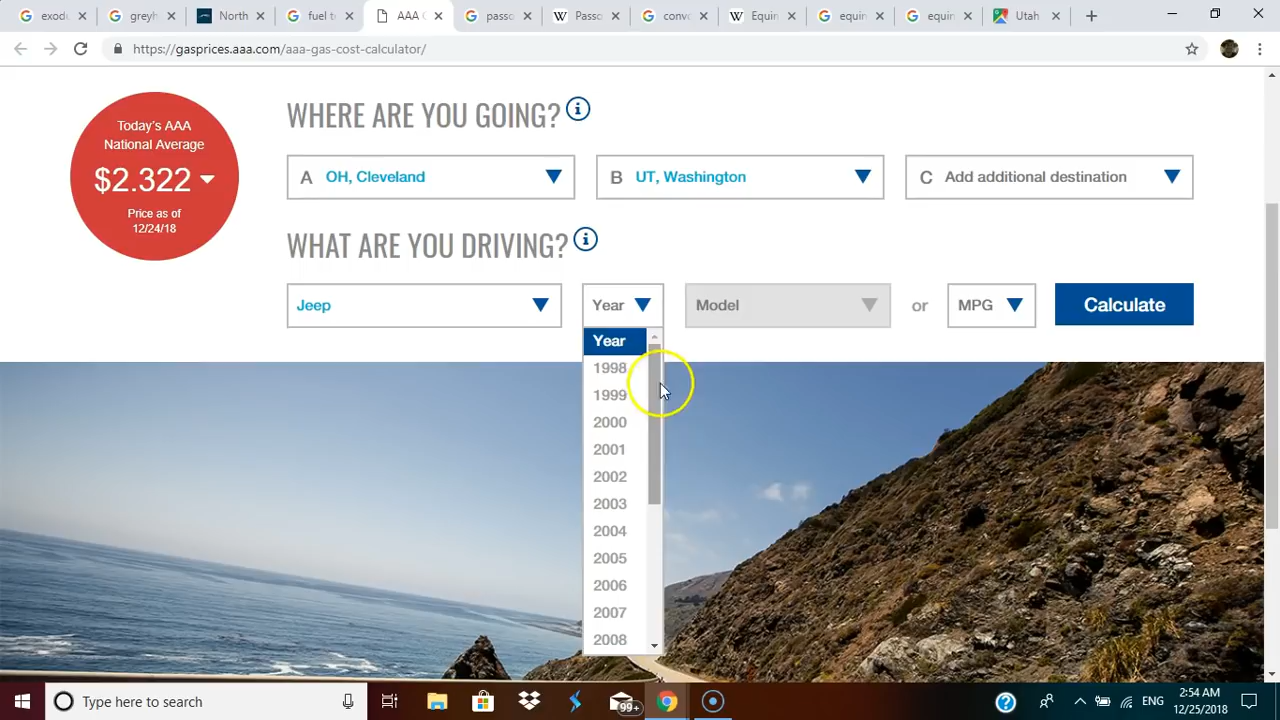 exodu
greyh
North
fuel t
AAA G
passo
Passo
convo
Equin
equin
equin
Utah
https://gasprices.aaa.com/aaa-gas-cost-calculator/
Today's AAA
National Average
$2.322
Price as of
12/24/18
WHERE ARE YOU GOING?
A OH, Cleveland
B UT, Washington
C Add additional destination
WHAT ARE YOU DRIVING?
Jeep
Year
Model
or
MPG
Calculate
Year
1998
1999
2000
2001
2002
2003
2004
2005
2006
2007
2008
Type here to search
99+
ENG
2:54 AM
12/25/2018